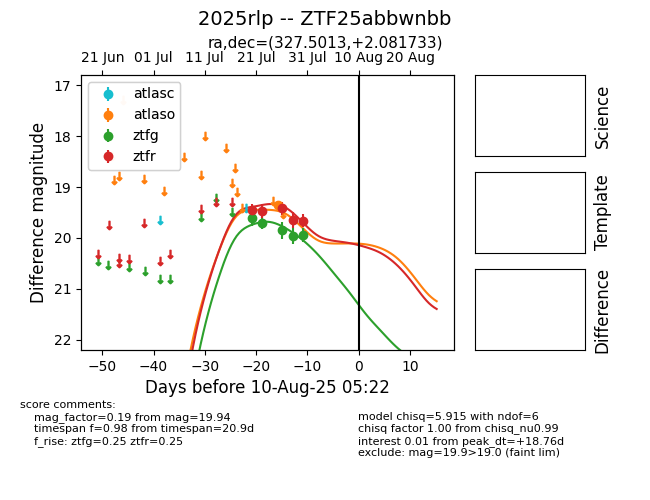 2025rlp -- ZTF25abbwnbb
ra,dec=(327.5013,+2.081733)
21 Jun 01 Jul 11 Jul 21 Jul 31 Jul 10 Aug 20 Aug
17
18
19
20
21
22
Difference magnitude
atlasc
atlaso
ztfg
ztfr
−50 −40 −30 −20 −10 0 10
Days before 10-Aug-25 05:22
Science
Template
Difference
score comments:
mag_factor=0.19 from mag=19.94
timespan f=0.98 from timespan=20.9d
f_rise: ztfg=0.25 ztfr=0.25
model chisq=5.915 with ndof=6
chisq factor 1.00 from chisq_nu0.99
interest 0.01 from peak_dt=+18.76d
exclude: mag=19.9>19.0 (faint lim)